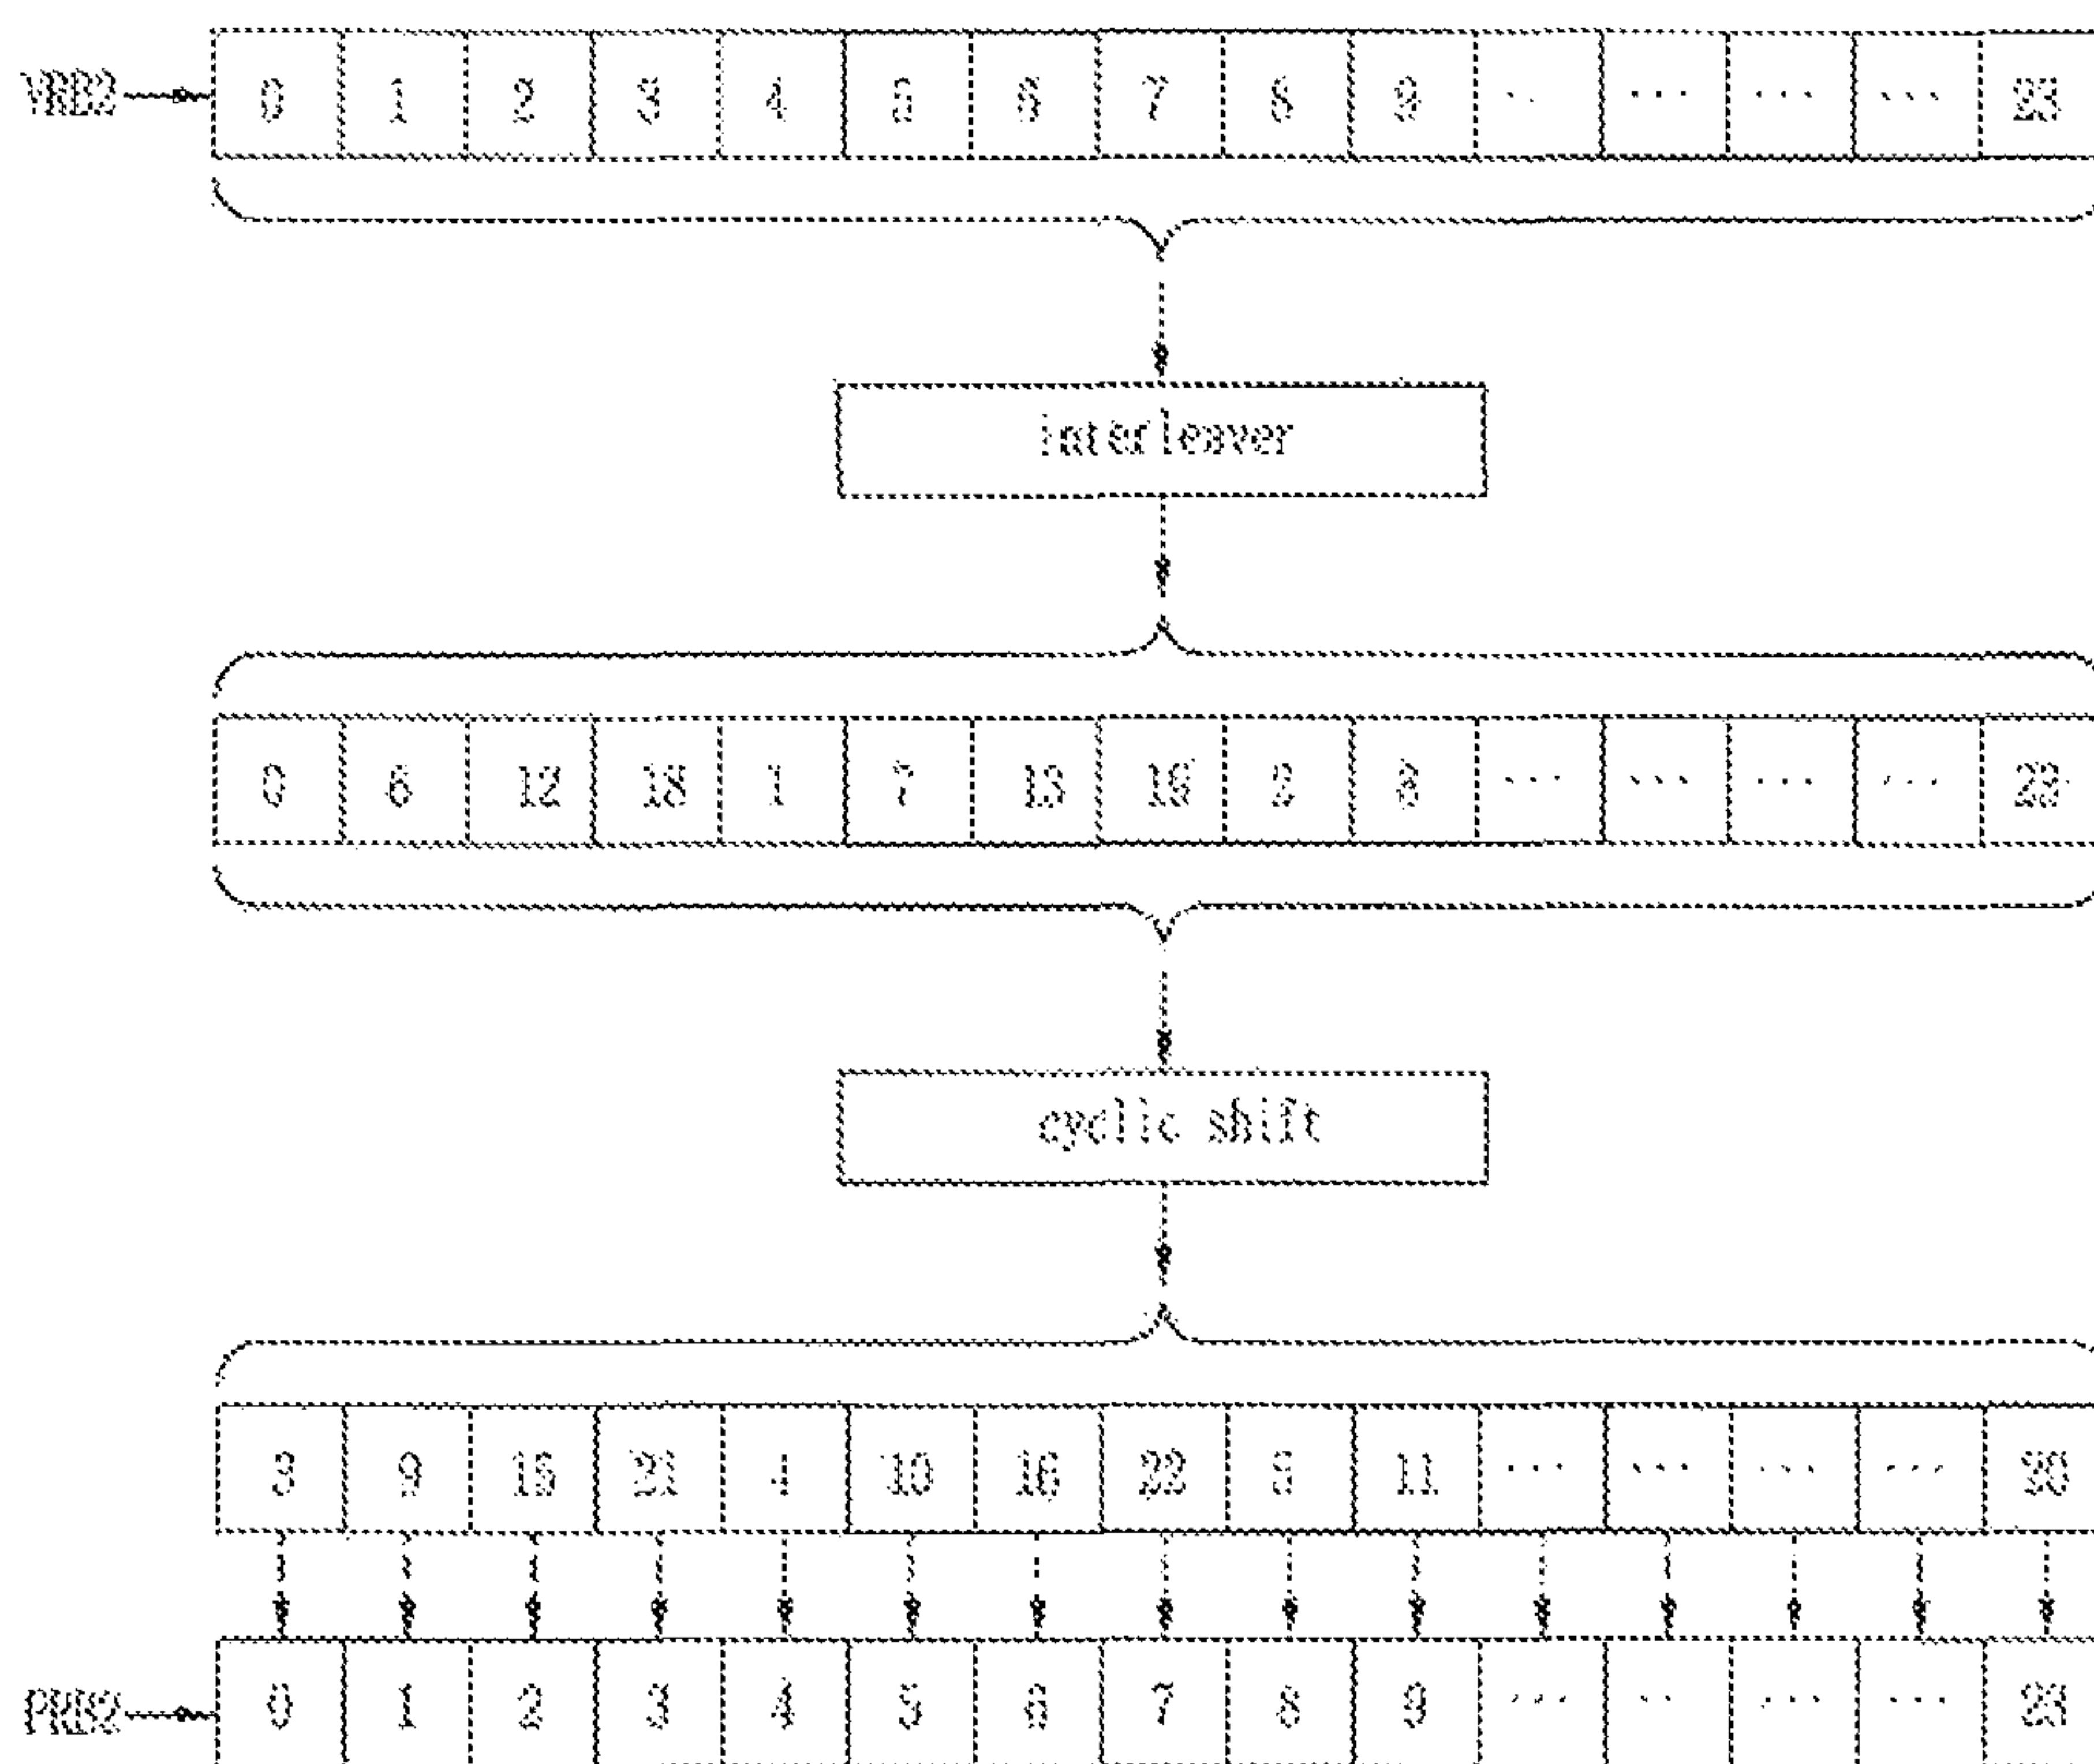 VRB2 0 1 2 3 4 5 6 7 8 9 ... ... ... ... 23
interleaver
0 6 12 18 1 7 13 19 2 8 ... ... ... ... 23
cyclic shift
3 9 15 21 4 10 16 22 5 11 ... ... ... ... 20
PRB2 0 1 2 3 4 5 6 7 8 9 ... ... ... ... 23